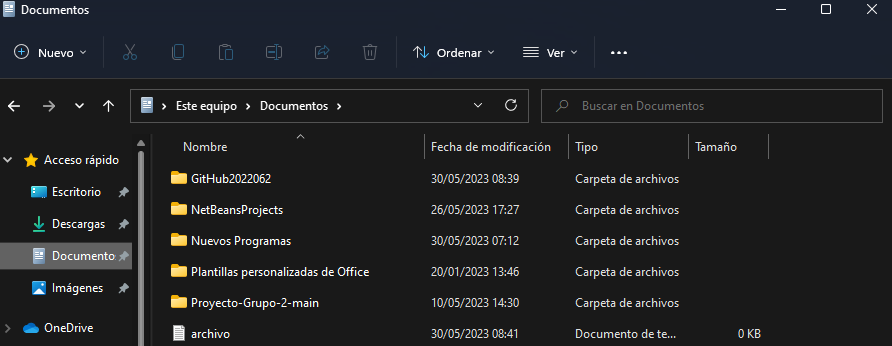 Documentos
Nuevo Ordenar Ver
Este equipo Documentos Buscar en Documentos
Nombre Fecha de modificación Tipo Tamaño
Acceso rápido GitHub2022062 30/05/2023 08:39 Carpeta de archivos
Escritorio NetBeansProjects 26/05/2023 17:27 Carpeta de archivos
Descargas Nuevos Programas 30/05/2023 07:12 Carpeta de archivos
Documento: Plantillas personalizadas de Office 20/01/2023 13:46 Carpeta de archivos
Imágenes Proyecto-Grupo-2-main 10/05/2023 14:30 Carpeta de archivos
OneDrive archivo 30/05/2023 08:41 Documento de te... 0 KB